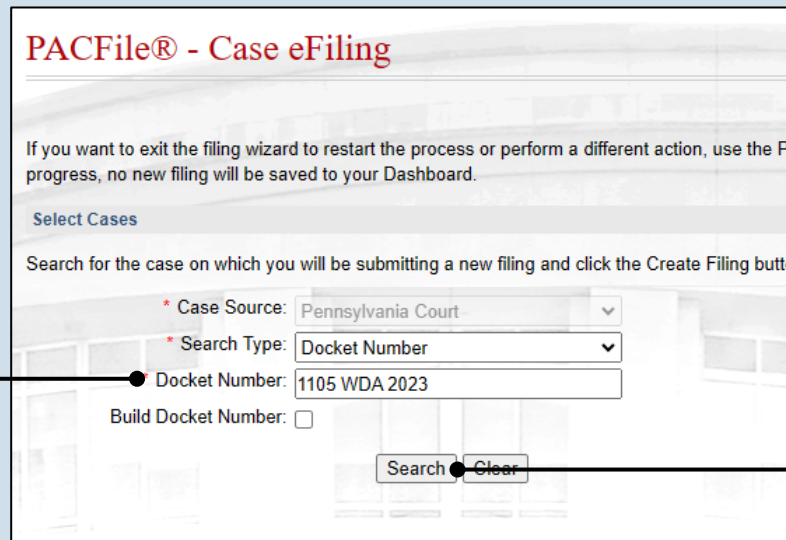 PACFile® - Case eFiling
If you want to exit the filing wizard to restart the process or perform a different action, use the
progress, no new filing will be saved to your Dashboard.
Select Cases
Search for the case on which you will be submitting a new filing and click the Create Filing
* Case Source: Pennsylvania Court
* Search Type: Docket Number
* Docket Number: 1105 WDA 2023
Build Docket Number:
Search Clear